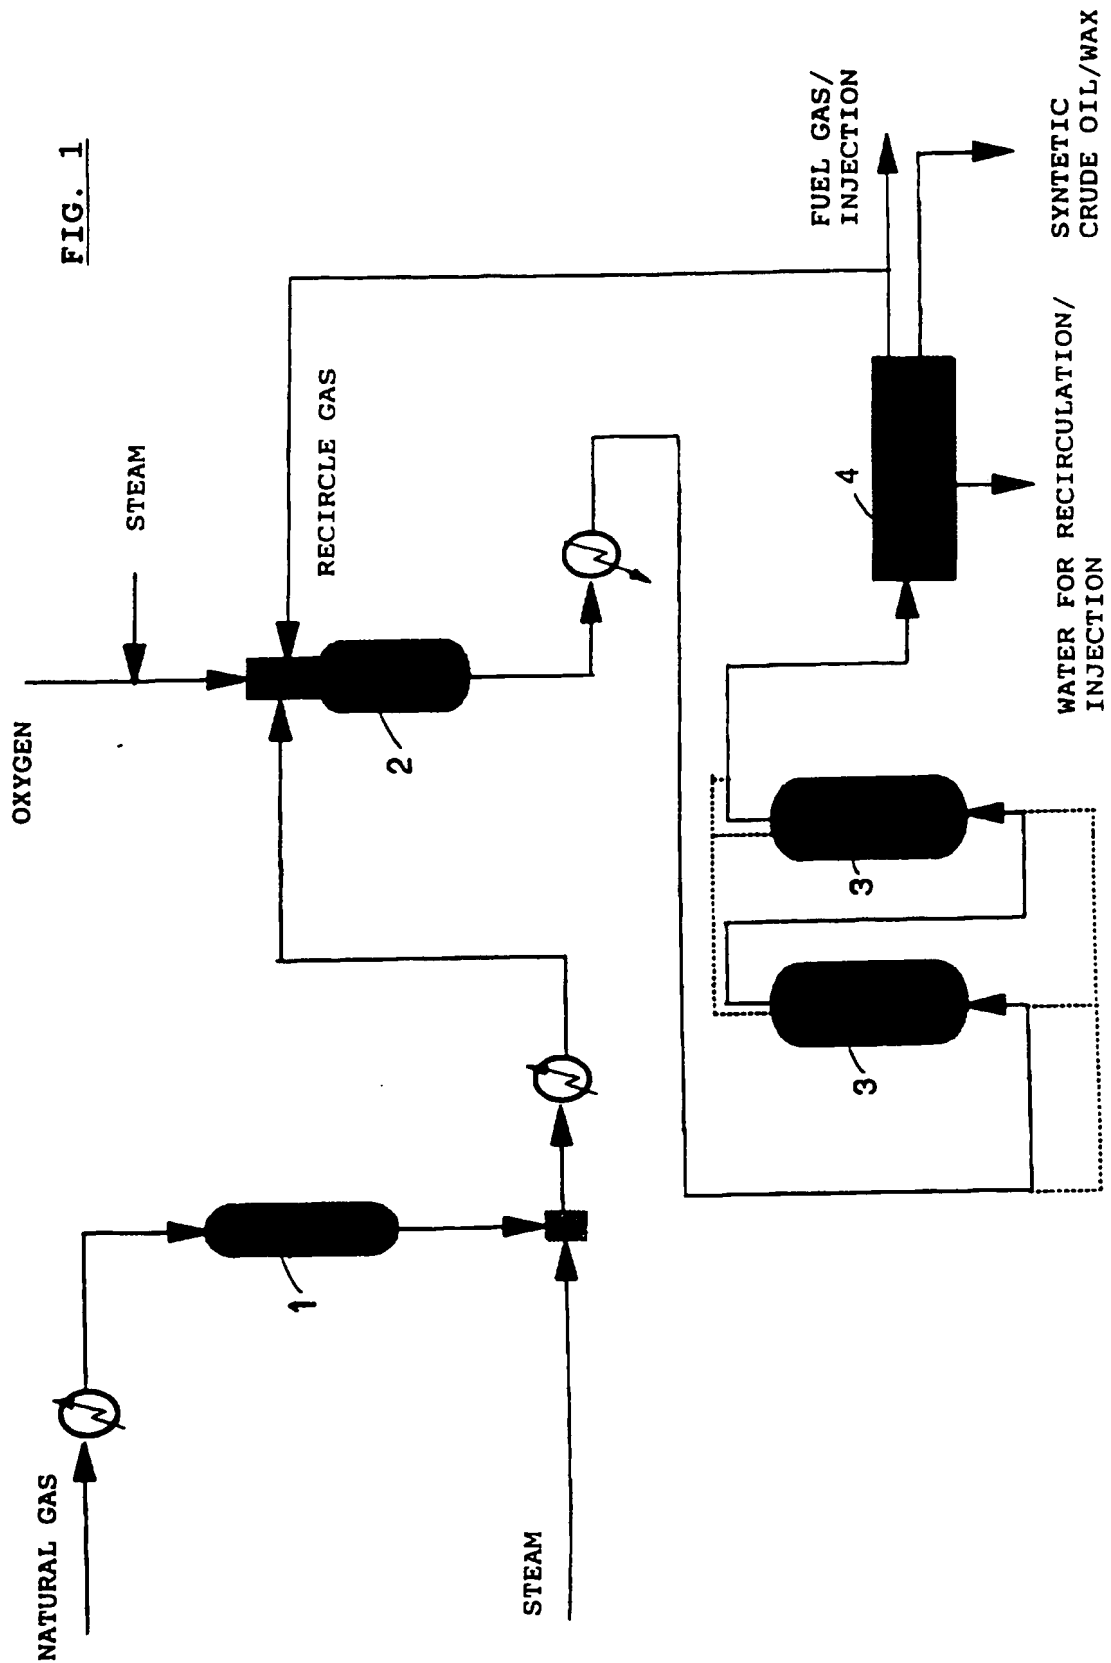 FIG. 1
OXYGEN
STEAM
RECIRCLE GAS
2
NATURAL GAS
1
STEAM
3
3
4
FUEL GAS/
INJECTION
WATER FOR RECIRCULATION/
INJECTION
SYNTETIC
CRUDE OIL/WAX